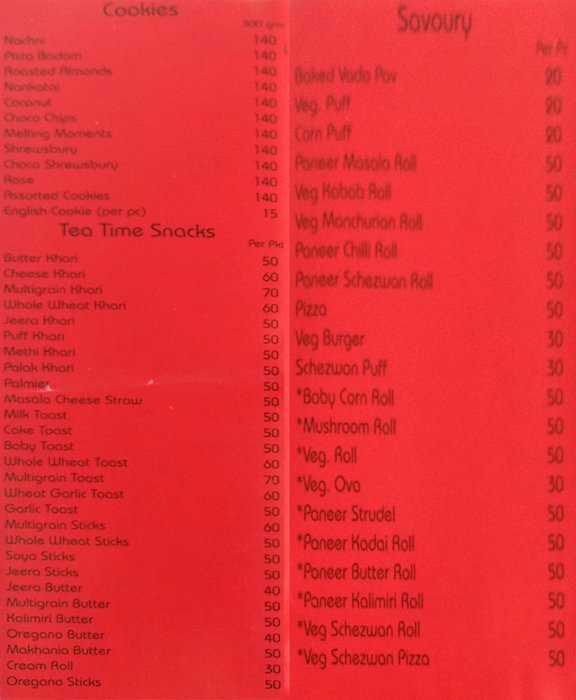 Cookies
300 gms
Nachni 140
Pista Badam 140
Roasted Almonds 140
Nankatai 140
Coconut 140
Choco Chips 140
Melting Moments 140
Shrewsbury 140
Choco Shrewsbury 140
Rose 140
Assorted Cookies 140
English Cookie (per pc) 15
Tea Time Snacks
Per Pkt
Butter Khari 50
Cheese Khari 60
Multigrain Khari 70
Whole Wheat Khari 60
Jeera Khari 50
Puff Khari 50
Methi Khari 50
Palak Khari 50
Palmier 50
Masala Cheese Straw 50
Milk Toast 50
Cake Toast 50
Baby Toast 50
Whole Wheat Toast 60
Multigrain Toast 70
Wheat Garlic Toast 60
Garlic Toast 50
Multigrain Sticks 60
Whole Wheat Sticks 50
Soya Sticks 50
Jeera Sticks 50
Jeera Butter 40
Multigrain Butter 50
Kalimiri Butter 50
Oregano Butter 40
Makhania Butter 50
Cream Roll 30
Oregano Sticks 50
Savoury
Per Pc
Baked Vada Pav 20
Veg. Puff 20
Corn Puff 20
Paneer Masala Roll 50
Veg Kabab Roll 50
Veg Manchurian Roll 50
Paneer Chilli Roll 50
Paneer Schezwan Roll 50
Pizza 50
Veg Burger 30
Schezwan Puff 30
*Baby Corn Roll 50
*Mushroom Roll 50
*Veg. Roll 50
*Veg. Ova 30
*Paneer Strudel 50
*Paneer Kadai Roll 50
*Paneer Butter Roll 50
*Paneer Kalimiri Roll 50
*Veg Schezwan Roll 50
*Veg Schezwan Pizza 50